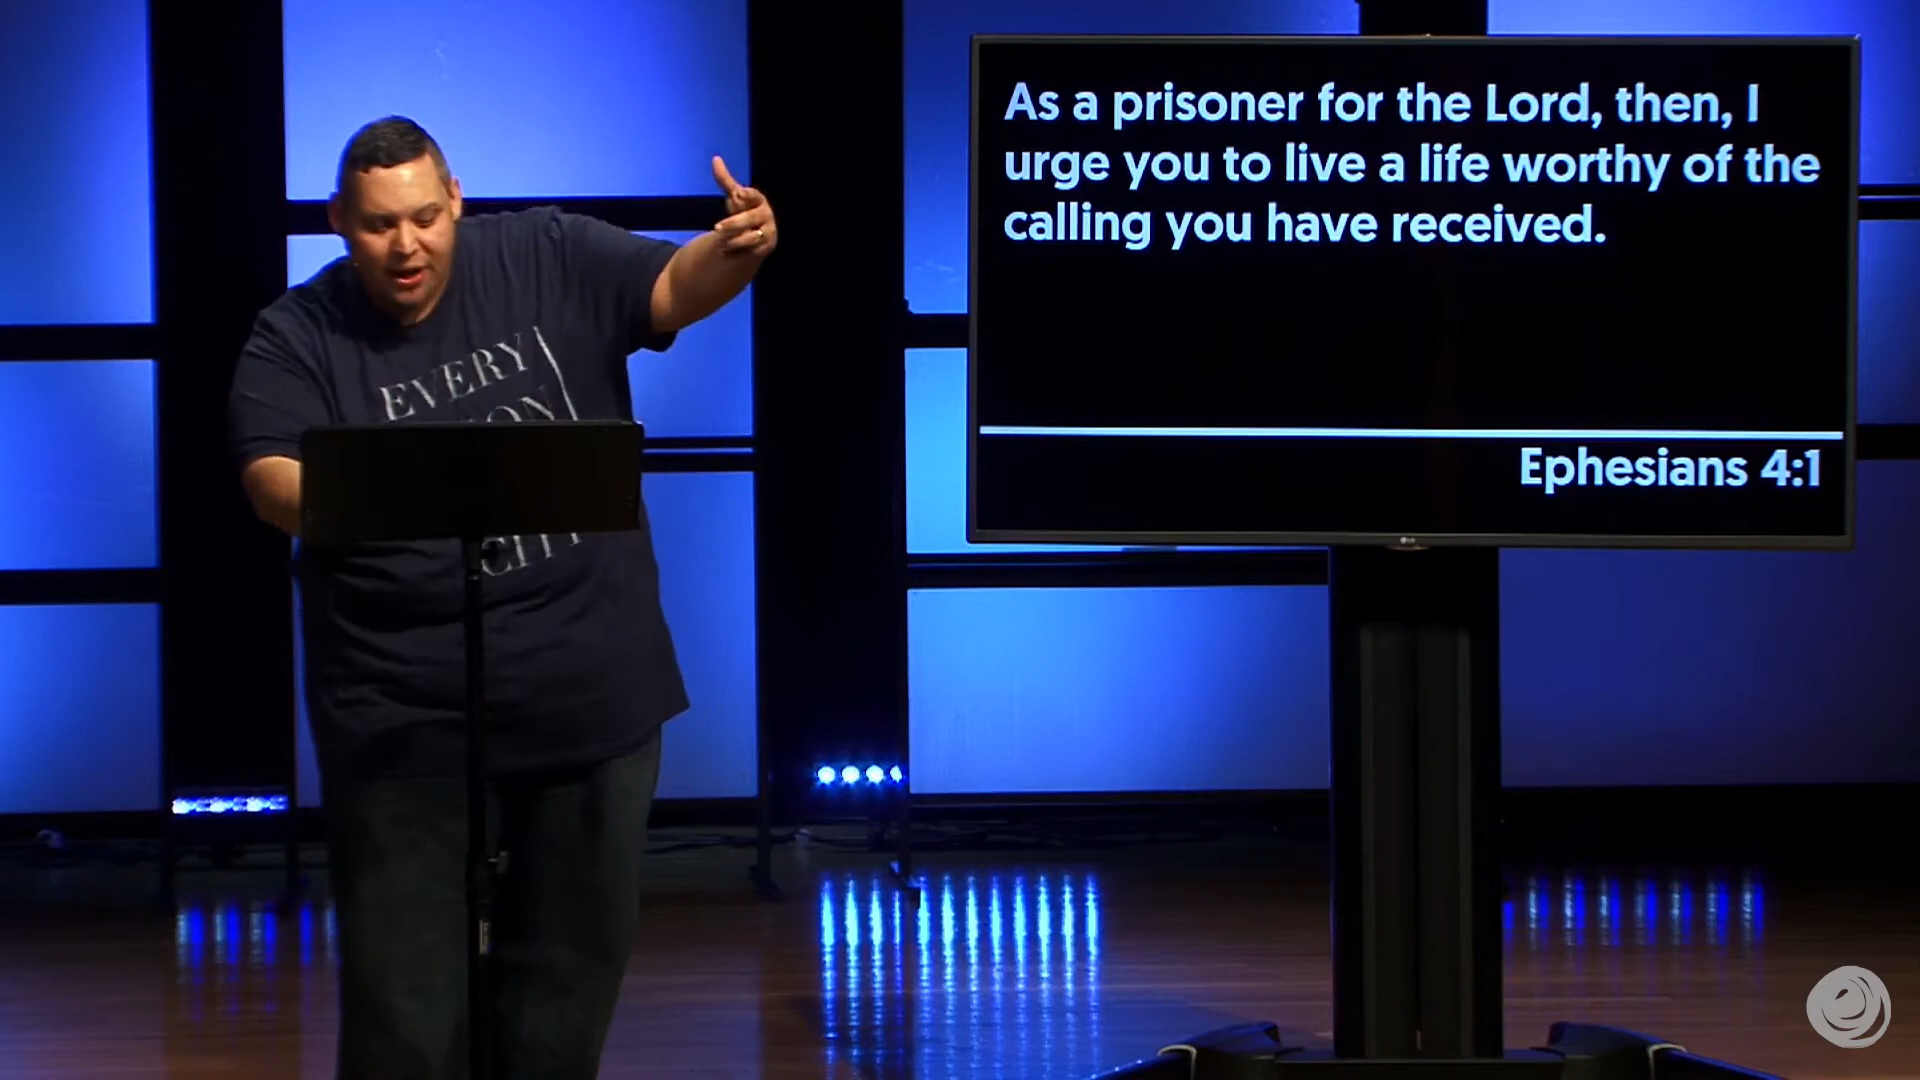 As a prisoner for the Lord, then, I
urge you to live a life worthy of the
calling you have received.
Ephesians 4:1
EVERY